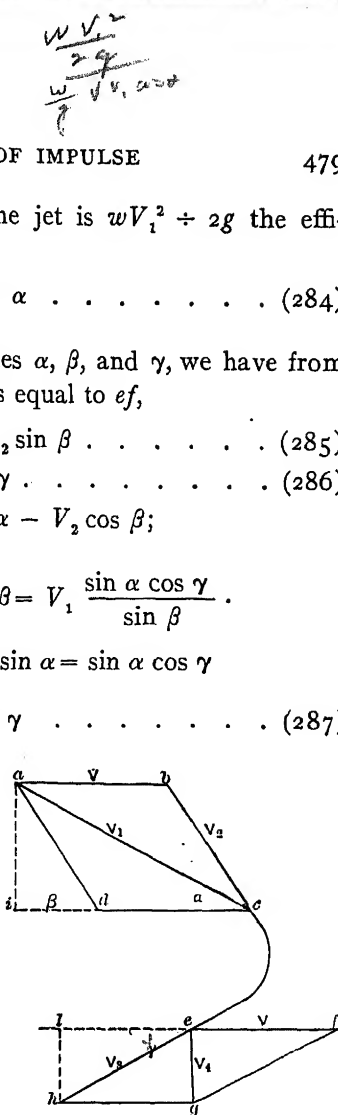 w V₁²
2g
w
g
OF IMPULSE 479
he jet is wV₁² ÷ 2g the effi-
α . . . . . . . (284)
es α, β, and γ, we have from
s equal to ef,
₂ sin β . . . . . . (285)
γ . . . . . . . . (286)
α − V₂ cos β;
β = V₁ sin α cos γ / sin β .
sin α = sin α cos γ
γ . . . . . . . (287)
a V b
V₁ V₂
i β d a c
l e V f
γ
V₃ V₄
h g